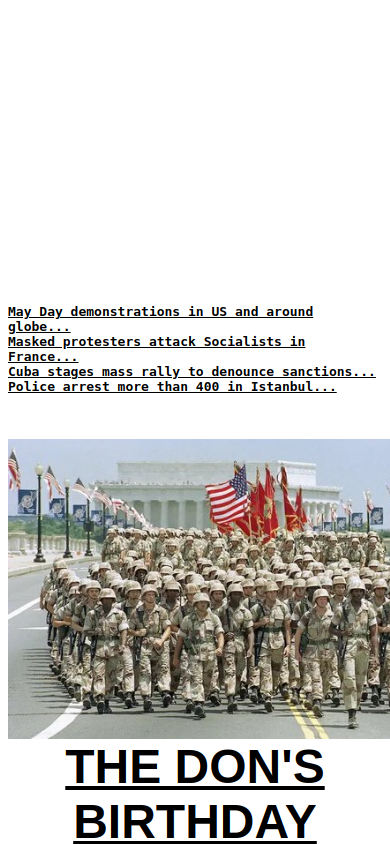 May Day demonstrations in US and around
globe...
Masked protesters attack Socialists in
France...
Cuba stages mass rally to denounce sanctions...
Police arrest more than 400 in Istanbul...
THE DON'S
BIRTHDAY